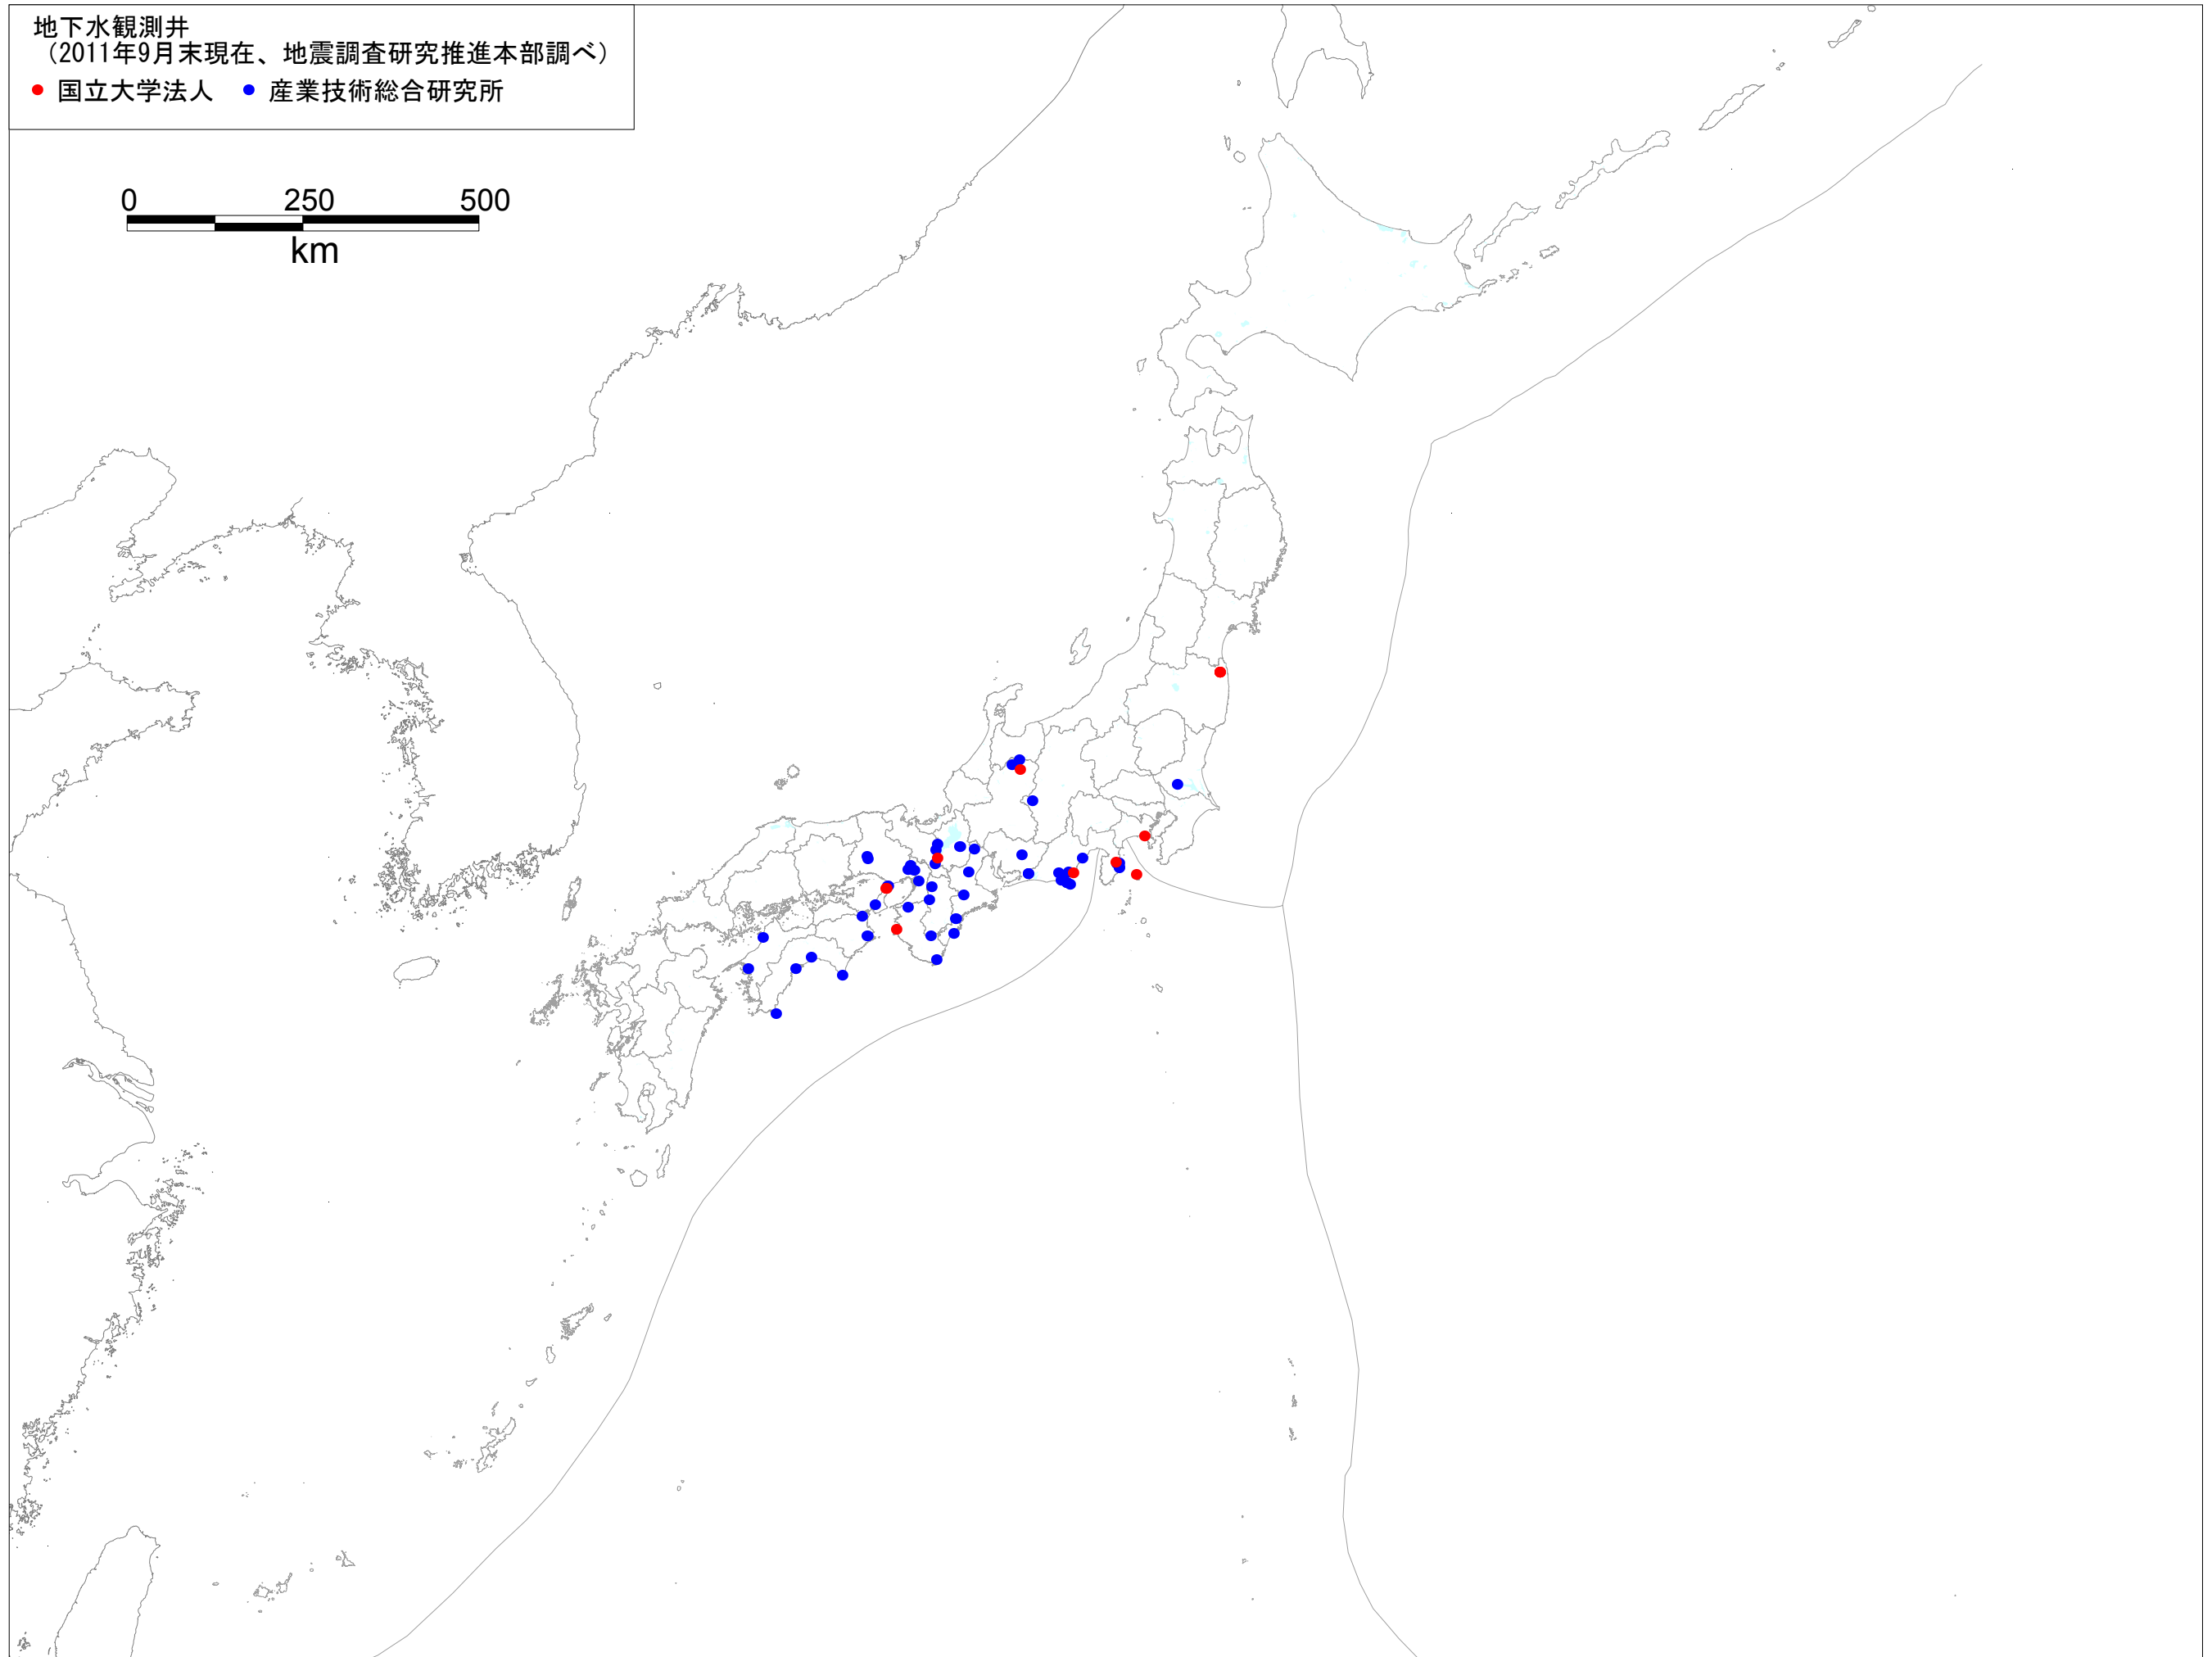 地下水観測井
（2011年9月末現在、地震調査研究推進本部調べ）
国立大学法人 産業技術総合研究所
0 250 500
km